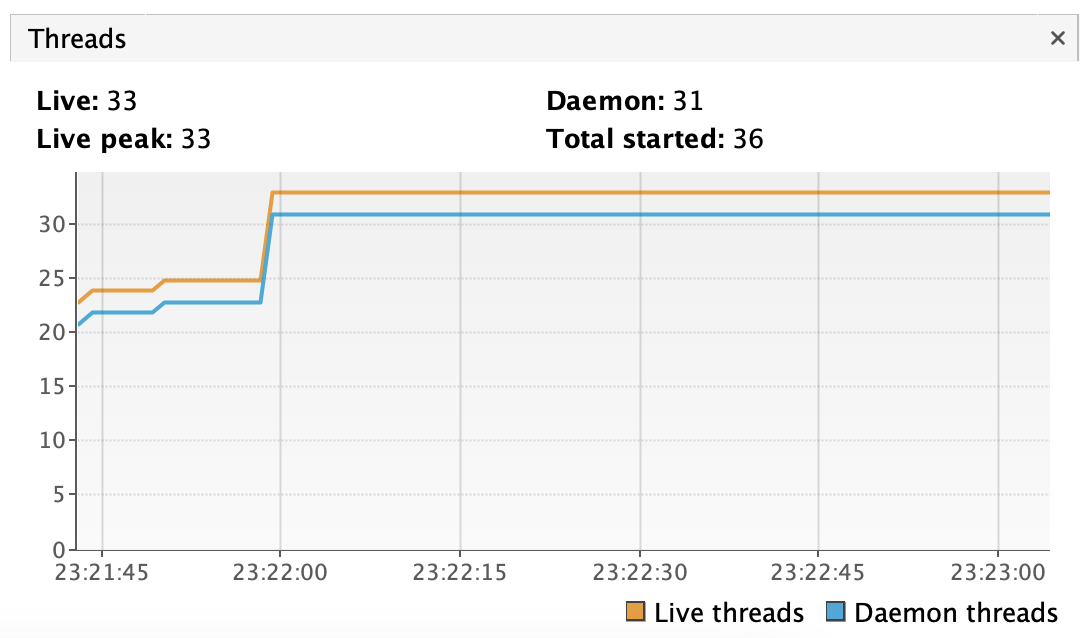 Threads ×
Live: 33 Daemon: 31
Live peak: 33 Total started: 36
30
25
20
15
10
5
0
23:21:45 23:22:00 23:22:15 23:22:30 23:22:45 23:23:00
Live threads Daemon threads